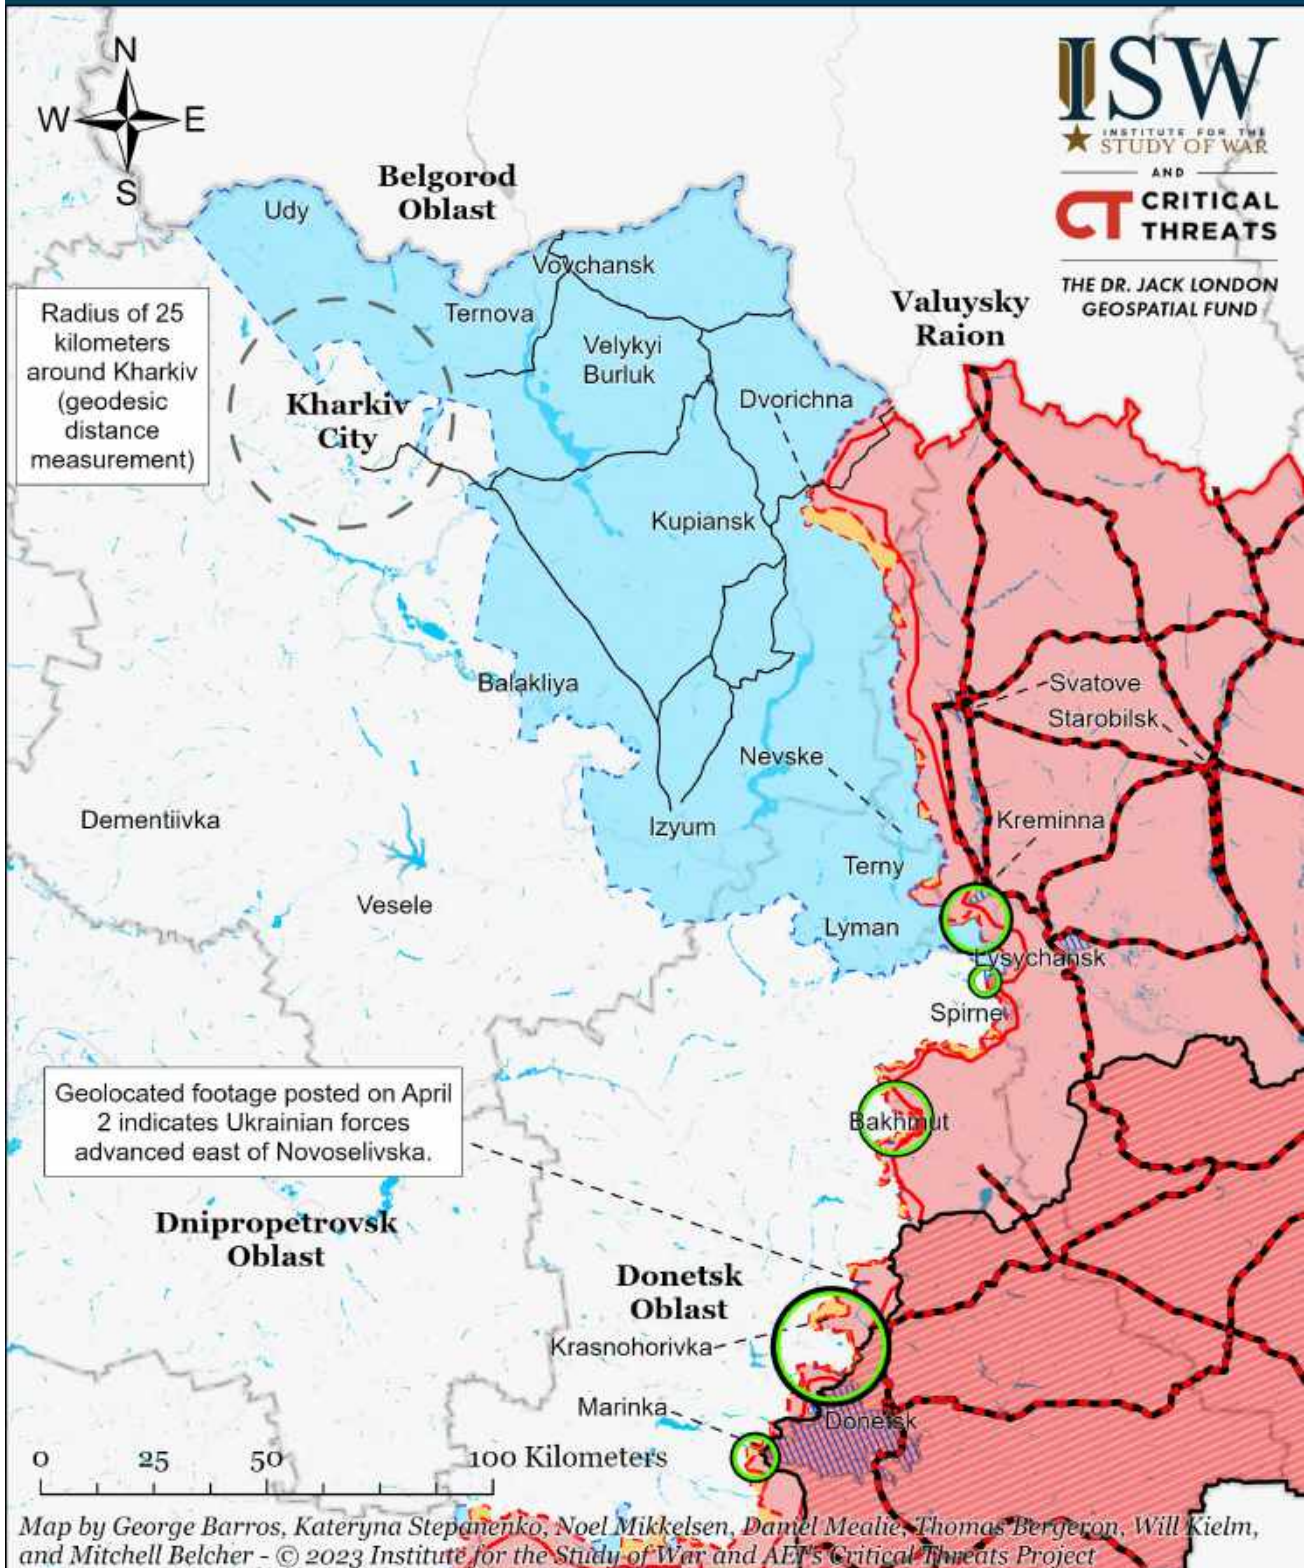 N
W
E
S
ISW
INSTITUTE FOR THE
STUDY OF WAR
AND
CT CRITICAL
THREATS
THE DR. JACK LONDON
GEOSPATIAL FUND
Belgorod
Oblast
Udy
Vovchansk
Ternova
Radius of 25
kilometers
around Kharkiv
(geodesic
distance
measurement)
Valuysky
Raion
Velykyi
Burluk
Dvorichna
Kharkiv
City
Kupiansk
Balakliya
Svatove
Starobilsk
Nevske
Dementiivka
Izyum
Kreminna
Terny
Vesele
Lyman
Lysychansk
Spirne
Geolocated footage posted on April
2 indicates Ukrainian forces
advanced east of Novoselivska.
Bakhmut
Dnipropetrovsk
Oblast
Donetsk
Oblast
Krasnohorivka
Marinka
Donetsk
0 25 50 100 Kilometers
Map by George Barros, Kateryna Stepanenko, Noel Mikkelsen, Daniel Mealie, Thomas Bergeron, Will Kielm,
and Mitchell Belcher - © 2023 Institute for the Study of War and AEI's Critical Threats Project